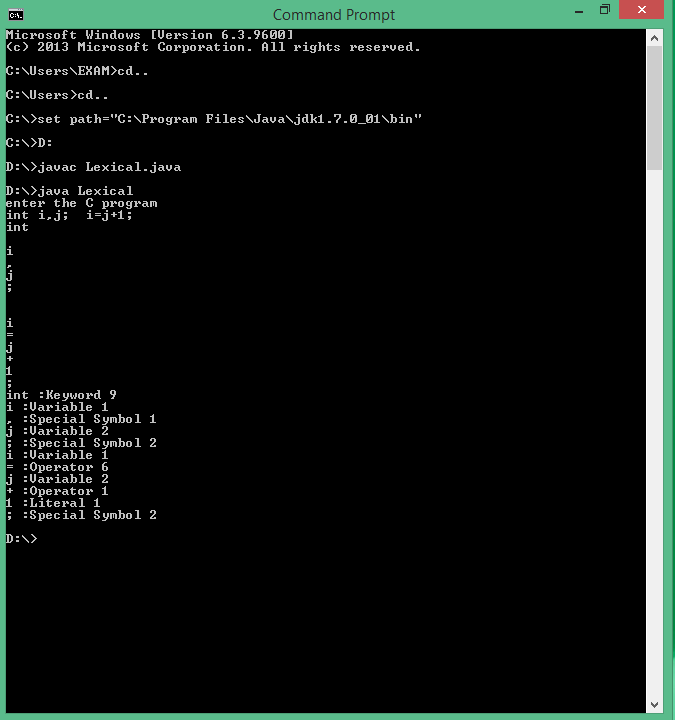 Command Prompt
Microsoft Windows [Version 6.3.9600]
(c) 2013 Microsoft Corporation. All rights reserved.
C:\Users\EXAM>cd..
C:\Users>cd..
C:\>set path="C:\Program Files\Java\jdk1.7.0_01\bin"
C:\>D:
D:\>javac Lexical.java
D:\>java Lexical
enter the C program
int i,j;  i=j+1;
int
i
,
j
;
i
=
j
+
1
;
int :Keyword 9
i :Variable 1
, :Special Symbol 1
j :Variable 2
; :Special Symbol 2
i :Variable 1
= :Operator 6
j :Variable 2
+ :Operator 1
1 :Literal 1
; :Special Symbol 2
D:\>